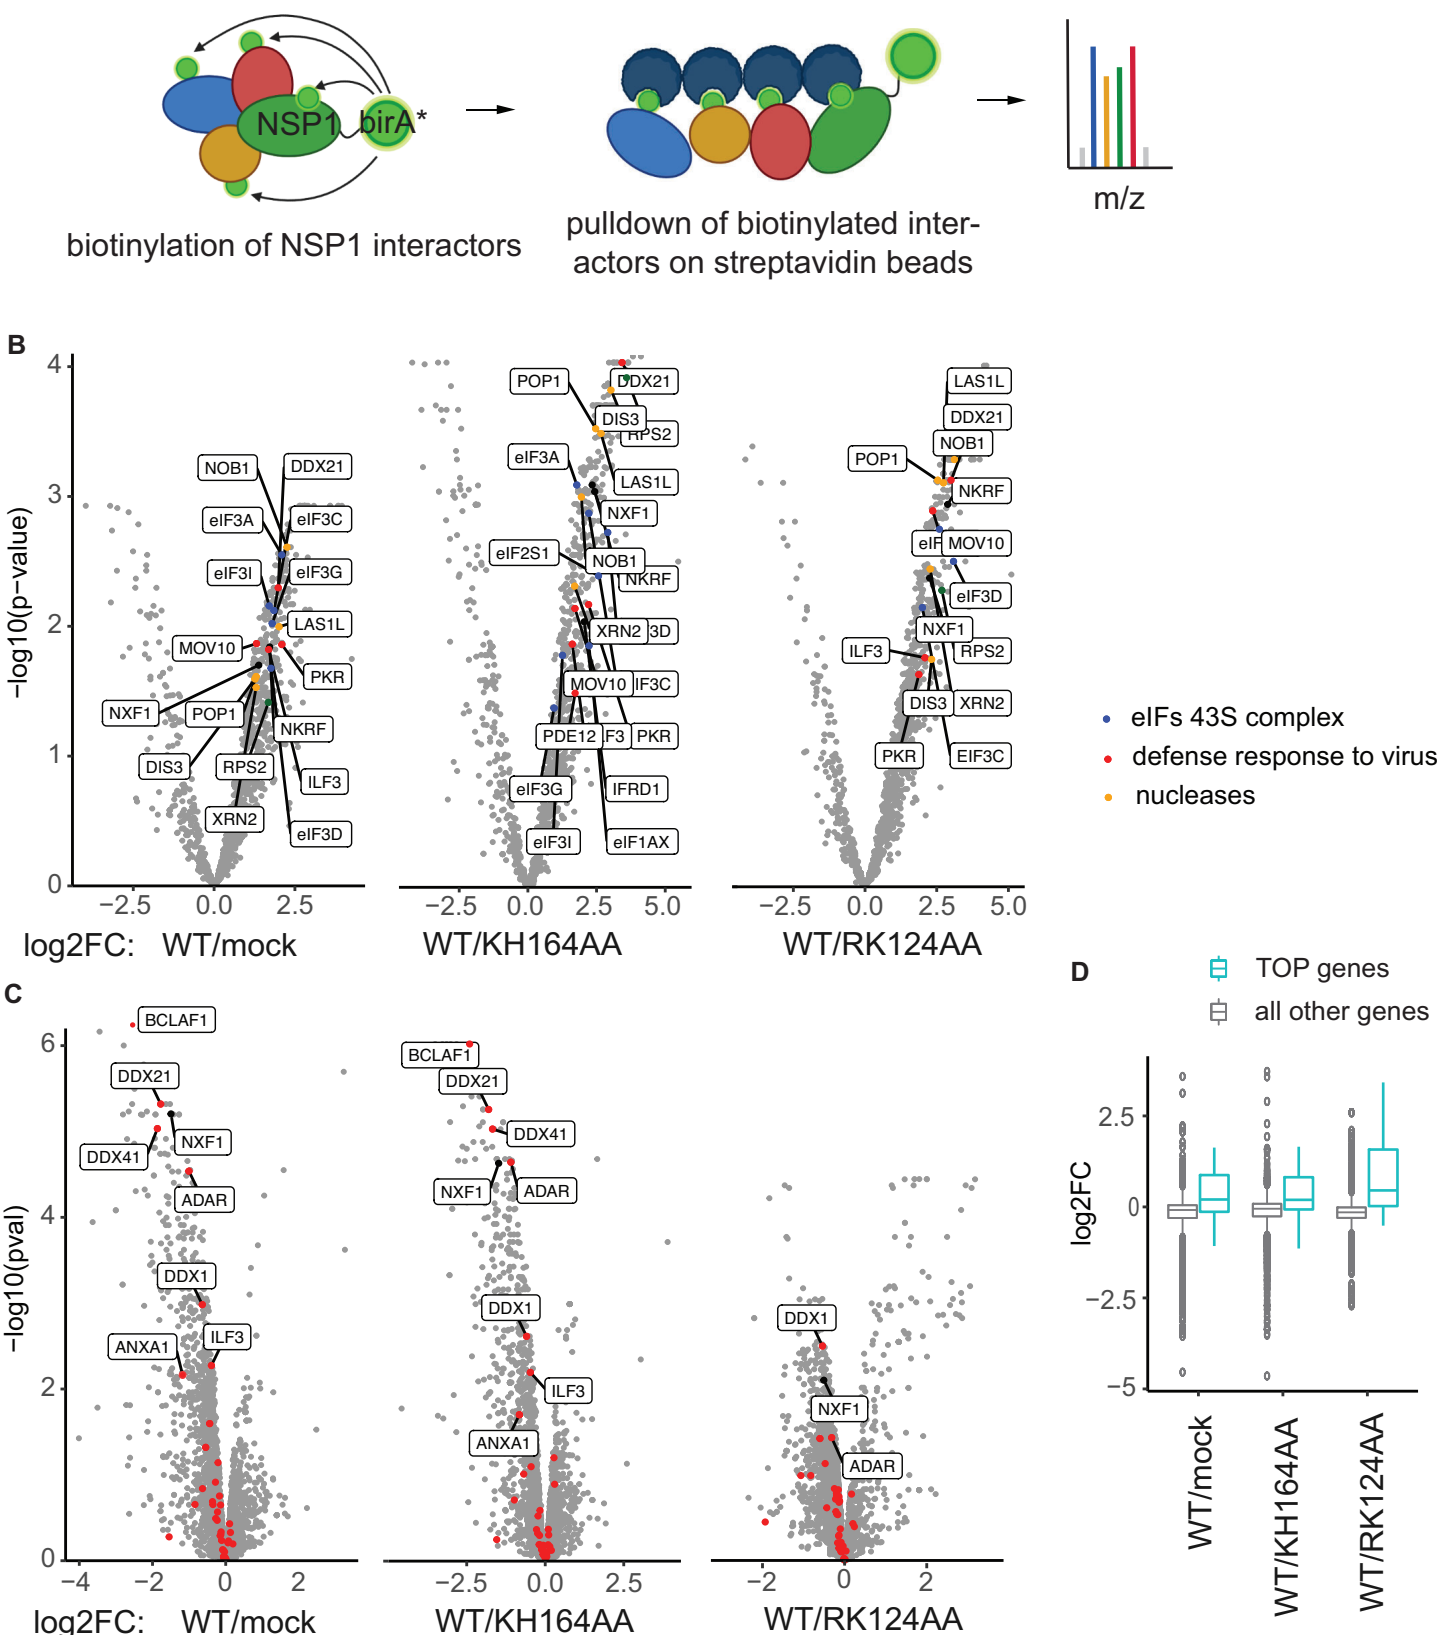 NSP1 birA*
m/z
biotinylation of NSP1 interactors
pulldown of biotinylated inter-
actors on streptavidin beads
B
−log10(p−value)
4
3
2
1
0
NOB1
DDX21
eIF3A
eIF3C
eIF3I
eIF3G
LAS1L
MOV10
PKR
NXF1
POP1
NKRF
DIS3
RPS2
ILF3
XRN2
eIF3D
−2.5 0.0 2.5
POP1
DDX21
DIS3
RPS2
eIF3A
LAS1L
NXF1
eIF2S1
NOB1
NKRF
XRN2
3D
MOV10
IF3C
PDE12
F3
PKR
eIF3G
IFRD1
eIF3I
eIF1AX
−2.5 0.0 2.5 5.0
LAS1L
DDX21
NOB1
POP1
NKRF
eIF
MOV10
eIF3D
NXF1
ILF3
RPS2
DIS3
XRN2
PKR
EIF3C
−2.5 0.0 2.5 5.0
log2FC: WT/mock WT/KH164AA WT/RK124AA
eIFs 43S complex
defense response to virus
nucleases
C
−log10(pval)
6
4
2
0
BCLAF1
DDX21
NXF1
DDX41
ADAR
DDX1
ILF3
ANXA1
−4 −2 0 2
BCLAF1
DDX21
DDX41
NXF1
ADAR
DDX1
ILF3
ANXA1
−2.5 0.0 2.5
DDX1
NXF1
ADAR
−2 0 2
log2FC: WT/mock WT/KH164AA WT/RK124AA
D
TOP genes
all other genes
log2FC
2.5
0
−2.5
−5
WT/mock
WT/KH164AA
WT/RK124AA